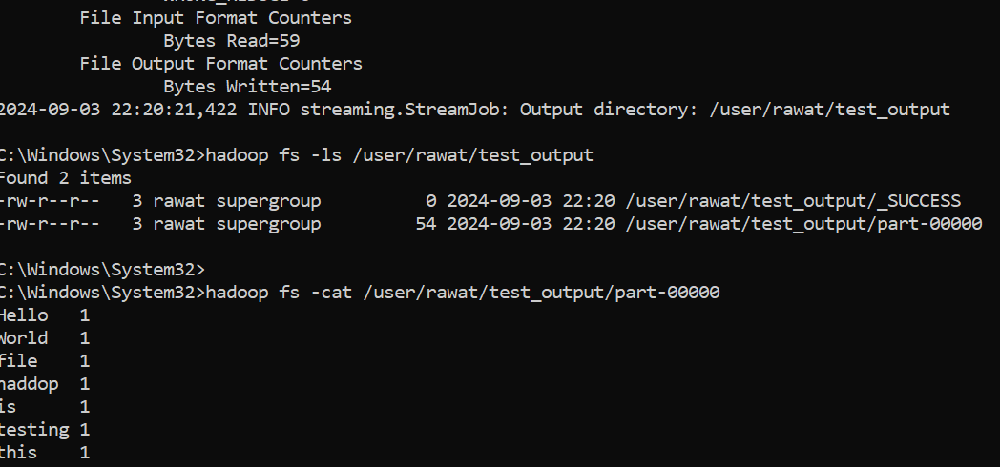 File Input Format Counters
Bytes Read=59
File Output Format Counters
Bytes Written=54
2024-09-03 22:20:21,422 INFO streaming.StreamJob: Output directory: /user/rawat/test_output
C:\Windows\System32>hadoop fs -ls /user/rawat/test_output
Found 2 items
-rw-r--r--   3 rawat supergroup          0 2024-09-03 22:20 /user/rawat/test_output/_SUCCESS
-rw-r--r--   3 rawat supergroup         54 2024-09-03 22:20 /user/rawat/test_output/part-00000
C:\Windows\System32>
C:\Windows\System32>hadoop fs -cat /user/rawat/test_output/part-00000
Hello   1
World   1
file    1
haddop  1
is      1
testing 1
this    1